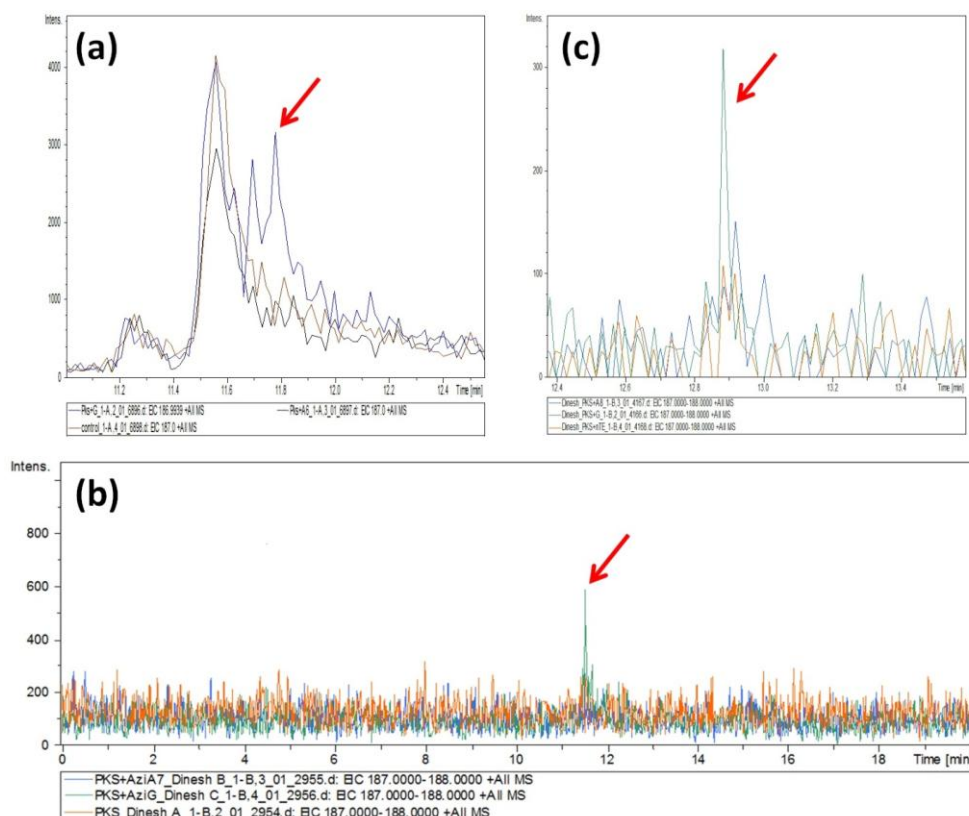 (a)
Intens.
4000
3000
2000
1000
0
11.2 11.4 11.6 11.8 12.0 12.2 12.4 Time [min]
Pks+G_1-A,2_01_6896.d: EIC 186.9939 +All MS Pks+A6_1-A,3_01_6897.d: EIC 187.0 +All MS
control_1-A,4_01_6898.d: EIC 187.0 +All MS
(c)
Intens.
300
200
100
0
12.4 12.6 12.8 13.0 13.2 13.4 Time [min]
Dinesh_PKS+A8_1-B,3_01_4167.d: EIC 187.0000-188.0000 +All MS
Dinesh_PKS+G_1-B,2_01_4166.d: EIC 187.0000-188.0000 +All MS
Dinesh_PKS+nTE_1-B,4_01_4168.d: EIC 187.0000-188.0000 +All MS
(b)
Intens.
800
600
400
200
0
0 2 4 6 8 10 12 14 16 18 Time [min]
PKS+AziA7_Dinesh B_1-B,3_01_2955.d: EIC 187.0000-188.0000 +All MS
PKS+AziG_Dinesh C_1-B,4_01_2956.d: EIC 187.0000-188.0000 +All MS
PKS_Dinesh A_1-B,2_01_2954.d: EIC 187.0000-188.0000 +All MS